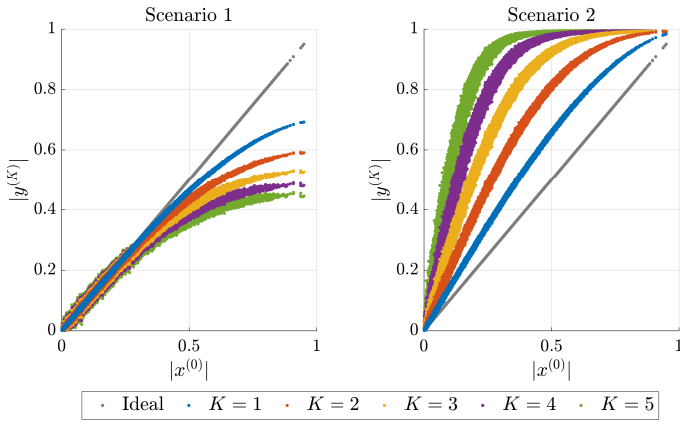 Scenario 1
1
0.8
0.6
0.4
0.2
0
0 0.5 1
|y^{(K)}|
|x^{(0)}|
Scenario 2
1
0.8
0.6
0.4
0.2
0
0 0.5 1
|y^{(K)}|
|x^{(0)}|
Ideal K = 1 K = 2 K = 3 K = 4 K = 5